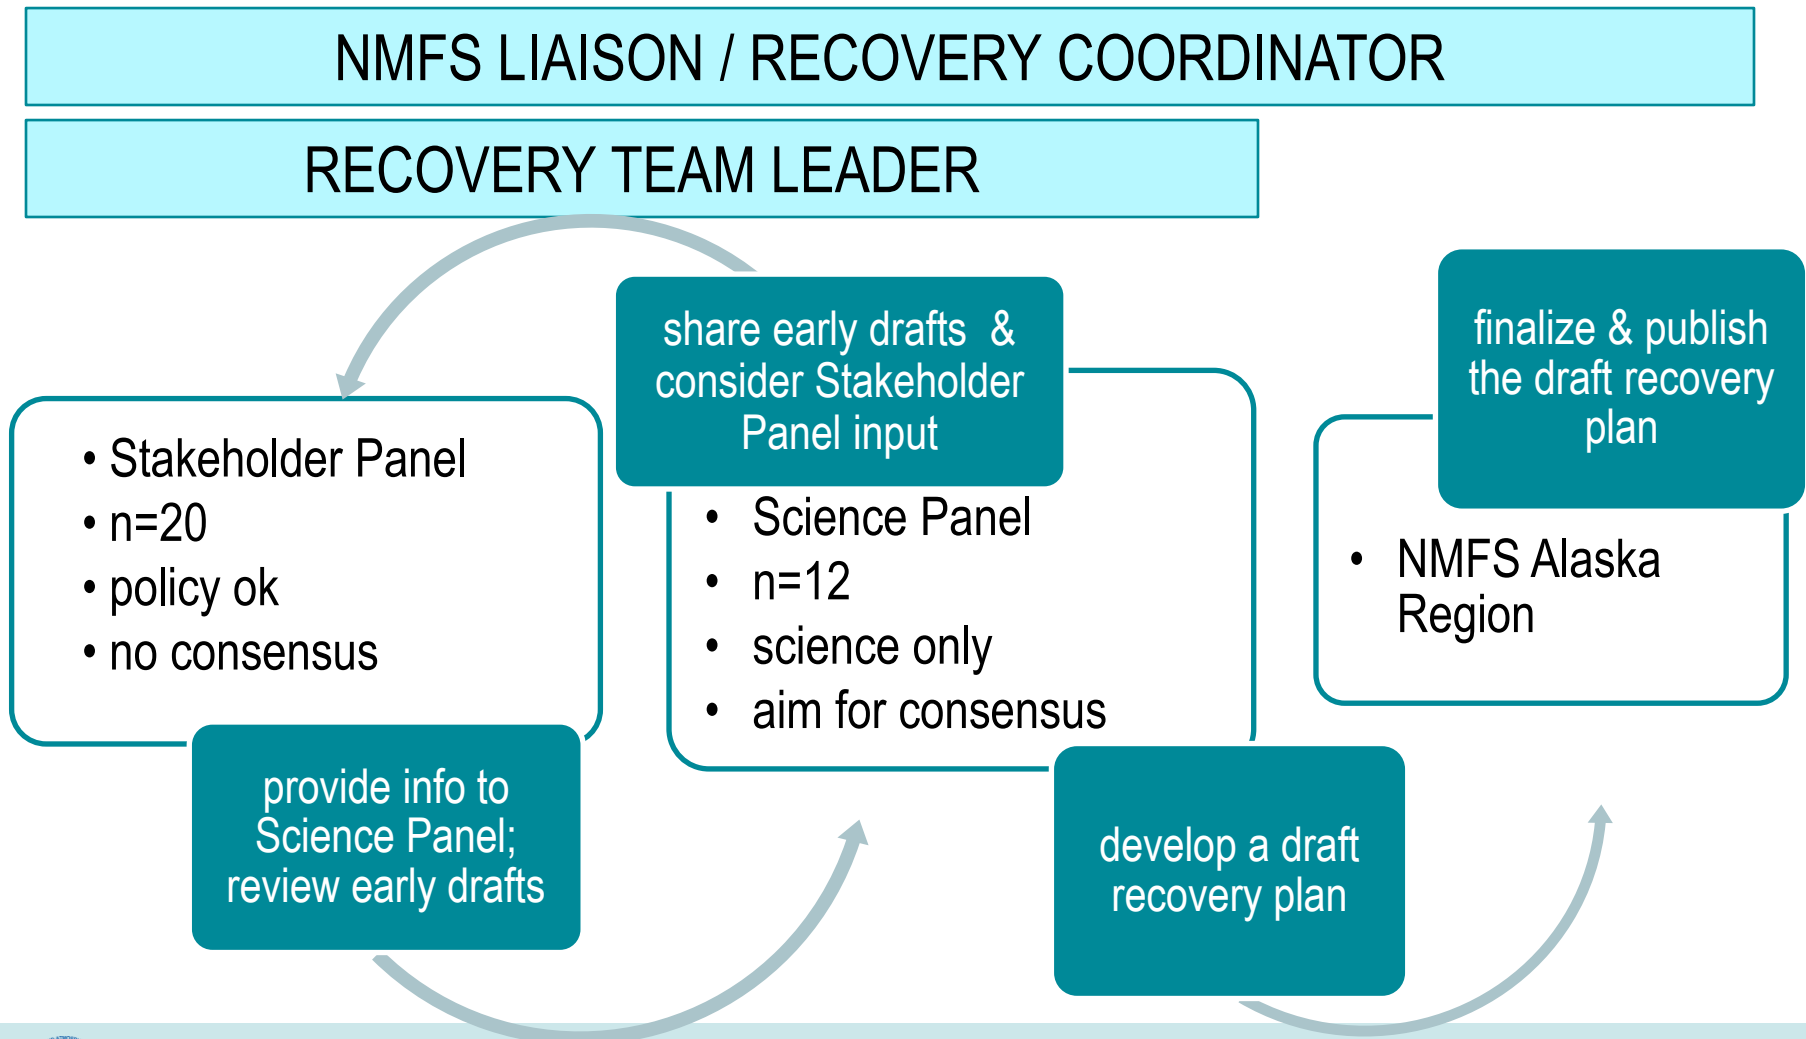 NMFS LIAISON / RECOVERY COORDINATOR
RECOVERY TEAM LEADER
• Stakeholder Panel
• n=20
• policy ok
• no consensus
provide info to
Science Panel;
review early drafts
share early drafts &
consider Stakeholder
Panel input
• Science Panel
• n=12
• science only
• aim for consensus
develop a draft
recovery plan
finalize & publish
the draft recovery
plan
• NMFS Alaska
Region